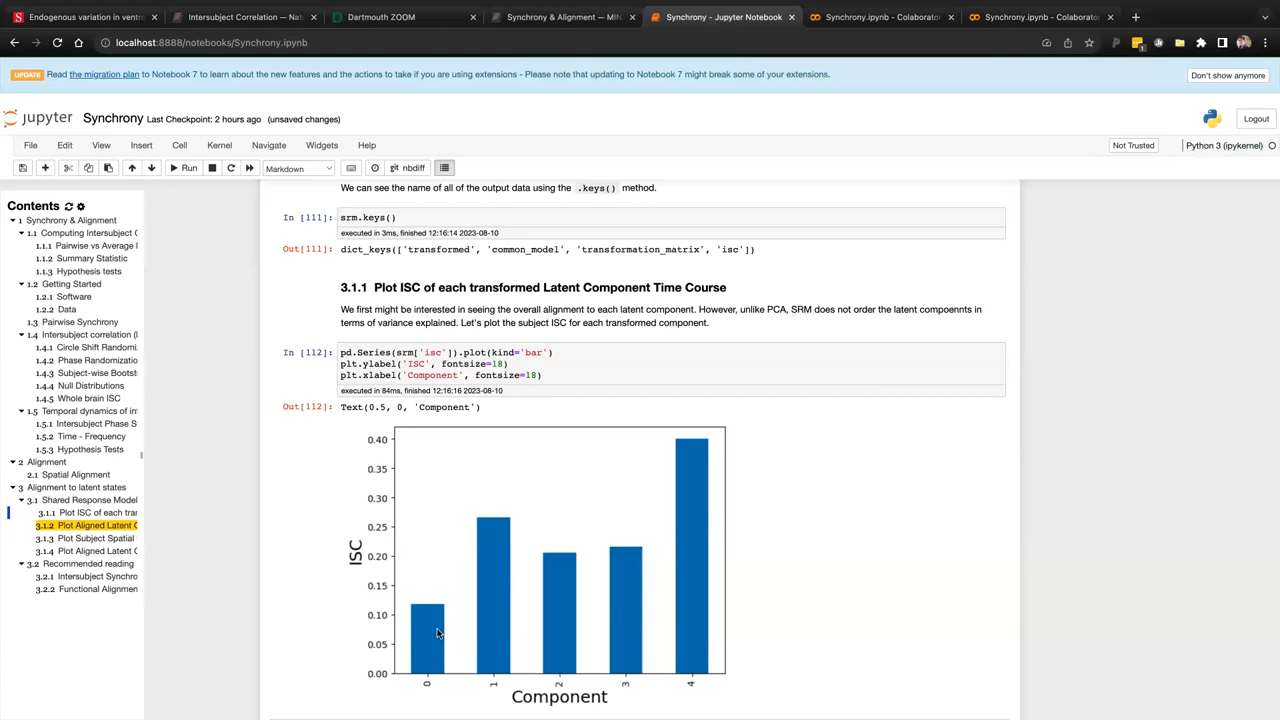 Endogenous variation in ventro
Intersubject Correlation — Nat
Dartmouth ZOOM
Synchrony & Alignment — MIN
Synchrony - Jupyter Notebook
Synchrony.ipynb - Colaborator
Synchrony.ipynb - Colaborator
localhost:8888/notebooks/Synchrony.ipynb
UPDATE Read the migration plan to Notebook 7 to learn about the new features and the actions to take if you are using extensions - Please note that updating to Notebook 7 might break some of your extensions.
Don't show anymore
jupyter Synchrony Last Checkpoint: 2 hours ago (unsaved changes)
Logout
File Edit View Insert Cell Kernel Navigate Widgets Help
Not Trusted
Python 3 (ipykernel)
Run
Markdown
nbdiff
Contents
1 Synchrony & Alignment
1.1 Computing Intersubject C
1.1.1 Pairwise vs Average I
1.1.2 Summary Statistic
1.1.3 Hypothesis tests
1.2 Getting Started
1.2.1 Software
1.2.2 Data
1.3 Pairwise Synchrony
1.4 Intersubject correlation (I
1.4.1 Circle Shift Randomi
1.4.2 Phase Randomizatio
1.4.3 Subject-wise Bootst
1.4.4 Null Distributions
1.4.5 Whole brain ISC
1.5 Temporal dynamics of int
1.5.1 Intersubject Phase S
1.5.2 Time - Frequency
1.5.3 Hypothesis Tests
2 Alignment
2.1 Spatial Alignment
3 Alignment to latent states
3.1 Shared Response Model
3.1.1 Plot ISC of each trar
3.1.2 Plot Aligned Latent C
3.1.3 Plot Subject Spatial
3.1.4 Plot Aligned Latent C
3.2 Recommended reading
3.2.1 Intersubject Synchro
3.2.2 Functional Alignmen
We can see the name of all of the output data using the .keys() method.
In [111]: srm.keys()
executed in 3ms, finished 12:16:14 2023-08-10
Out[111]: dict_keys(['transformed', 'common_model', 'transformation_matrix', 'isc'])
3.1.1 Plot ISC of each transformed Latent Component Time Course
We first might be interested in seeing the overall alignment to each latent component. However, unlike PCA, SRM does not order the latent compoennts in
terms of variance explained. Let's plot the subject ISC for each transformed component.
In [112]: pd.Series(srm['isc']).plot(kind='bar')
plt.ylabel('ISC', fontsize=18)
plt.xlabel('Component', fontsize=18)
executed in 84ms, finished 12:16:16 2023-08-10
Out[112]: Text(0.5, 0, 'Component')
0.40
0.35
0.30
0.25
0.20
0.15
0.10
0.05
0.00
ISC
0 1 2 3 4
Component